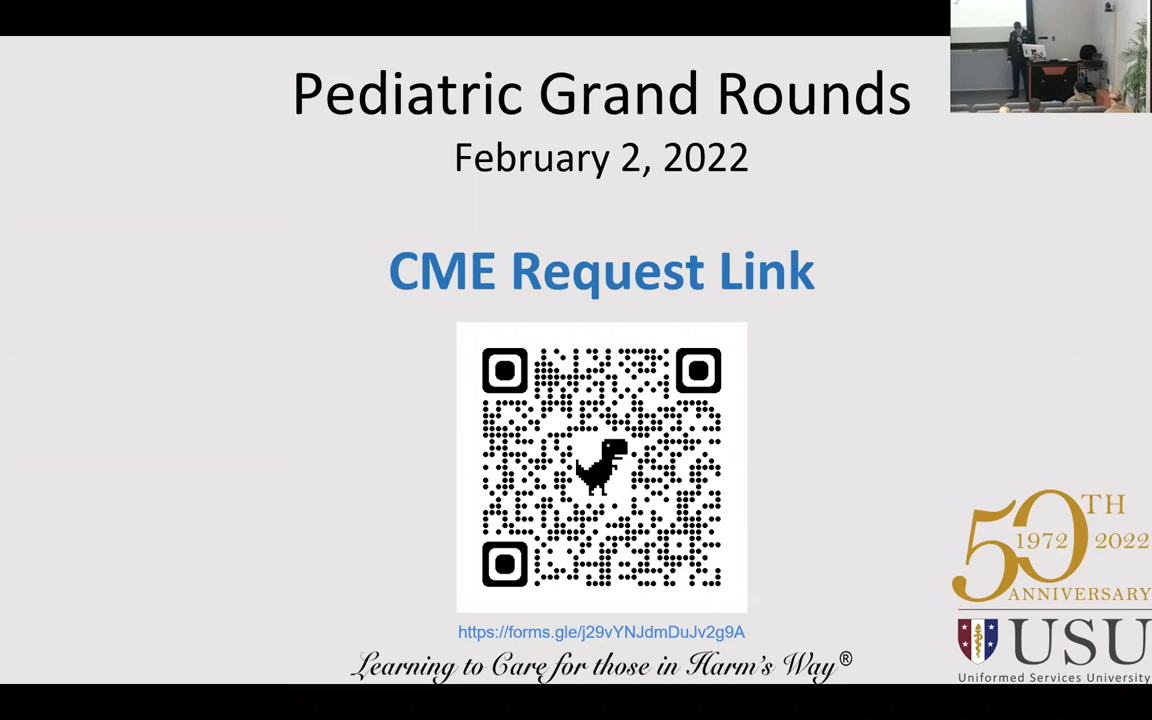 Pediatric Grand Rounds
February 2, 2022
CME Request Link
https://forms.gle/j29vYNJdmDuJv2g9A
Learning to Care for those in Harm's Way®
50TH
1972 2022
ANNIVERSARY
USU
Uniformed Services University